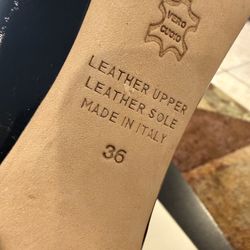 VERO
CUOIO
LEATHER UPPER
LEATHER SOLE
MADE IN ITALY
36